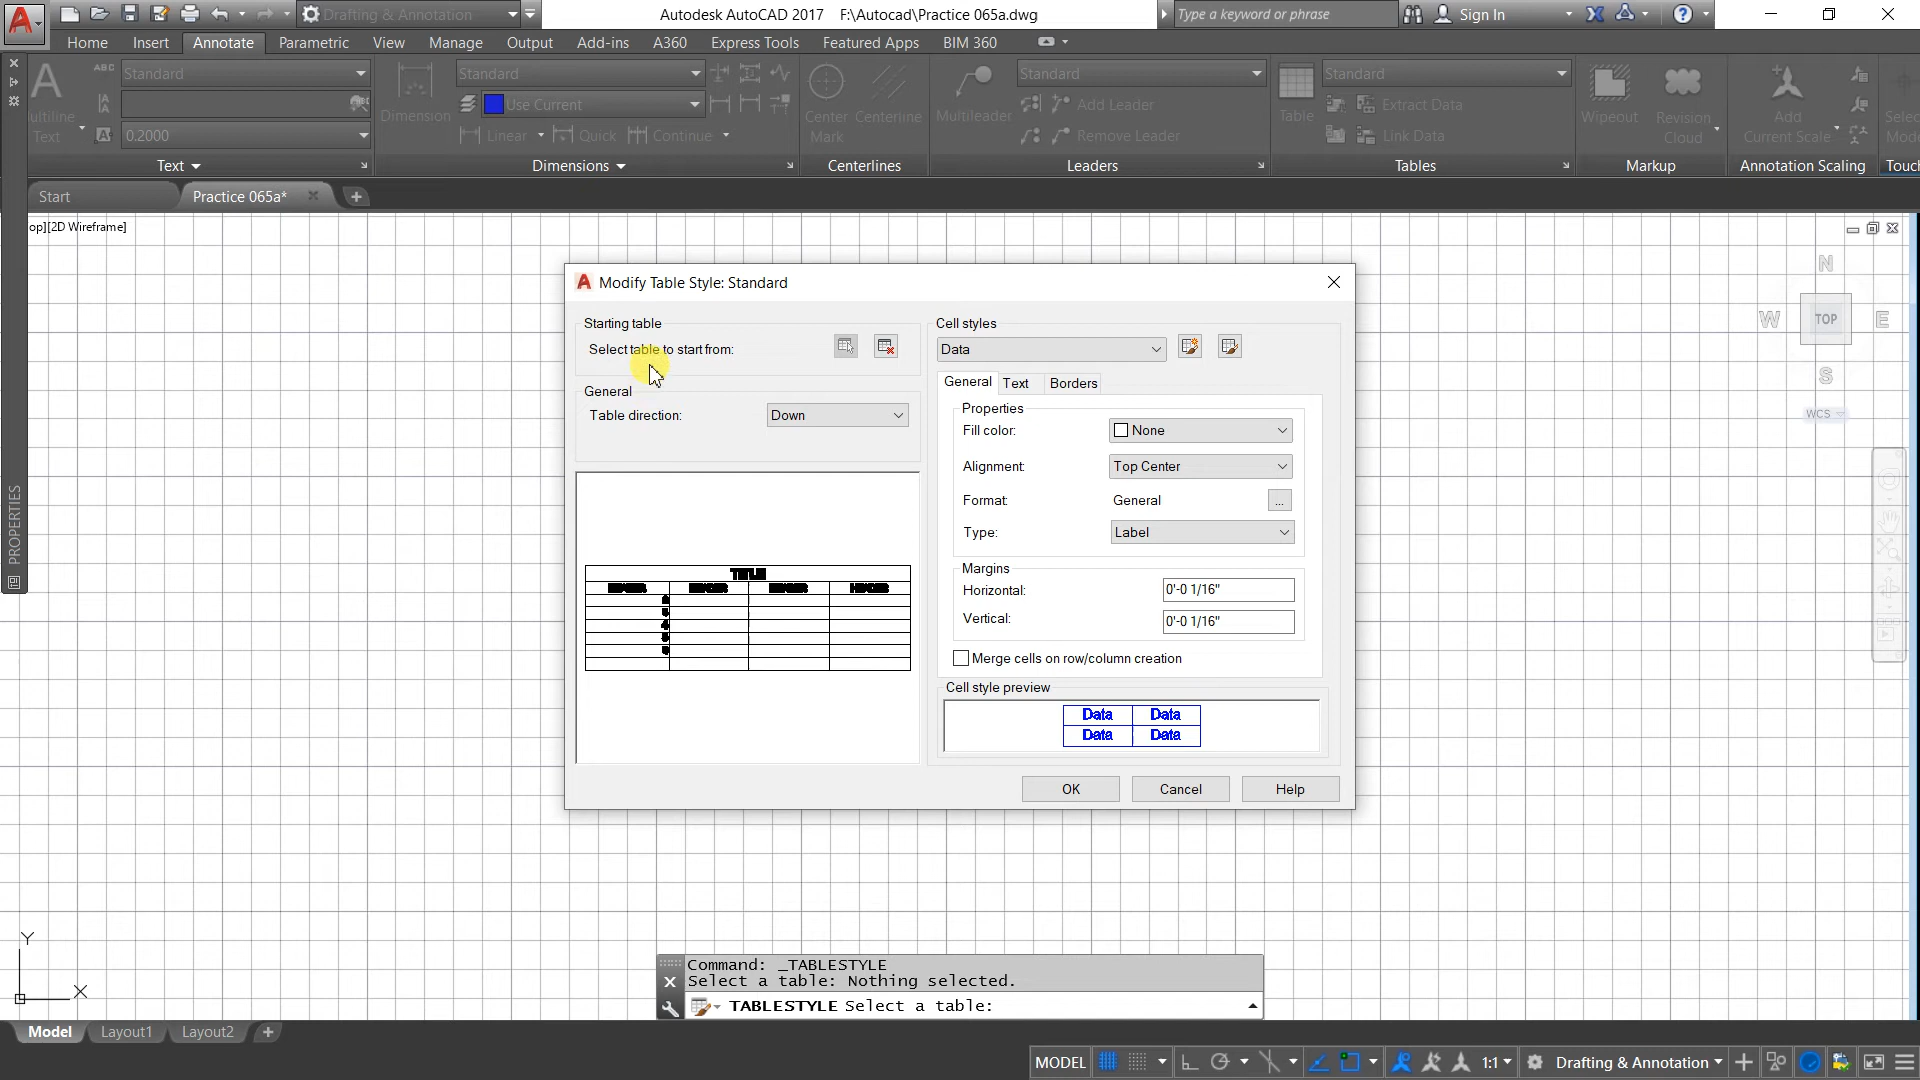 Drafting & Annotation
Autodesk AutoCAD 2017 F:\Autocad\Practice 065a.dwg
Type a keyword or phrase
Sign In
Home Insert Annotate Parametric View Manage Output Add-ins A360 Express Tools Featured Apps BIM 360
A ABC Standard
Text
0.2000
Text
Dimension
Standard
Use Current
Linear Quick Continue
Dimensions
Center Mark
Centerline
Centerlines
Multileader
Standard
Add Leader
Remove Leader
Leaders
Table
Standard
Extract Data
Link Data
Tables
Wipeout
Revision Cloud
Markup
Add Current Scale
Annotation Scaling
Start
Practice 065a*
op][2D Wireframe]
N
W TOP E
S
WCS
PROPERTIES
Modify Table Style: Standard
Starting table
Select table to start from:
General
Table direction: Down
TITLE
HEADER HEADER HEADER HEADER
Cell styles
Data
General Text Borders
Properties
Fill color: None
Alignment: Top Center
Format: General ...
Type: Label
Margins
Horizontal: 0'-0 1/16"
Vertical: 0'-0 1/16"
Merge cells on row/column creation
Cell style preview
Data Data
Data Data
OK Cancel Help
Y
X
Command: _TABLESTYLE
Select a table: Nothing selected.
TABLESTYLE Select a table:
Model Layout1 Layout2
MODEL 1:1 Drafting & Annotation